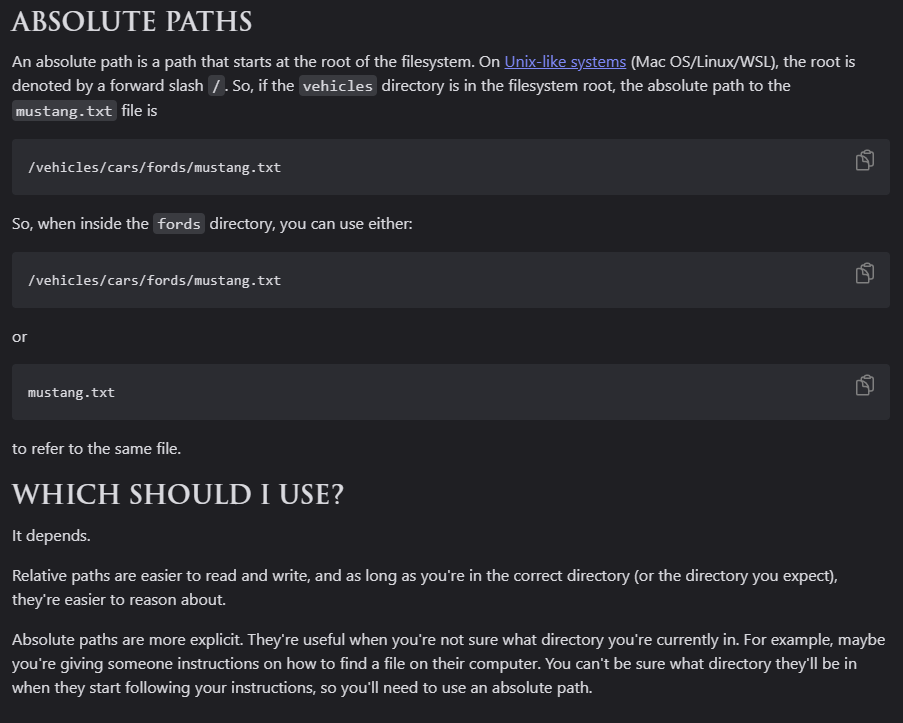 ABSOLUTE PATHS
An absolute path is a path that starts at the root of the filesystem. On Unix-like systems (Mac OS/Linux/WSL), the root is
denoted by a forward slash /. So, if the vehicles directory is in the filesystem root, the absolute path to the
mustang.txt file is
/vehicles/cars/fords/mustang.txt
So, when inside the fords directory, you can use either:
/vehicles/cars/fords/mustang.txt
or
mustang.txt
to refer to the same file.
WHICH SHOULD I USE?
It depends.
Relative paths are easier to read and write, and as long as you're in the correct directory (or the directory you expect),
they're easier to reason about.
Absolute paths are more explicit. They're useful when you're not sure what directory you're currently in. For example, maybe
you're giving someone instructions on how to find a file on their computer. You can't be sure what directory they'll be in
when they start following your instructions, so you'll need to use an absolute path.